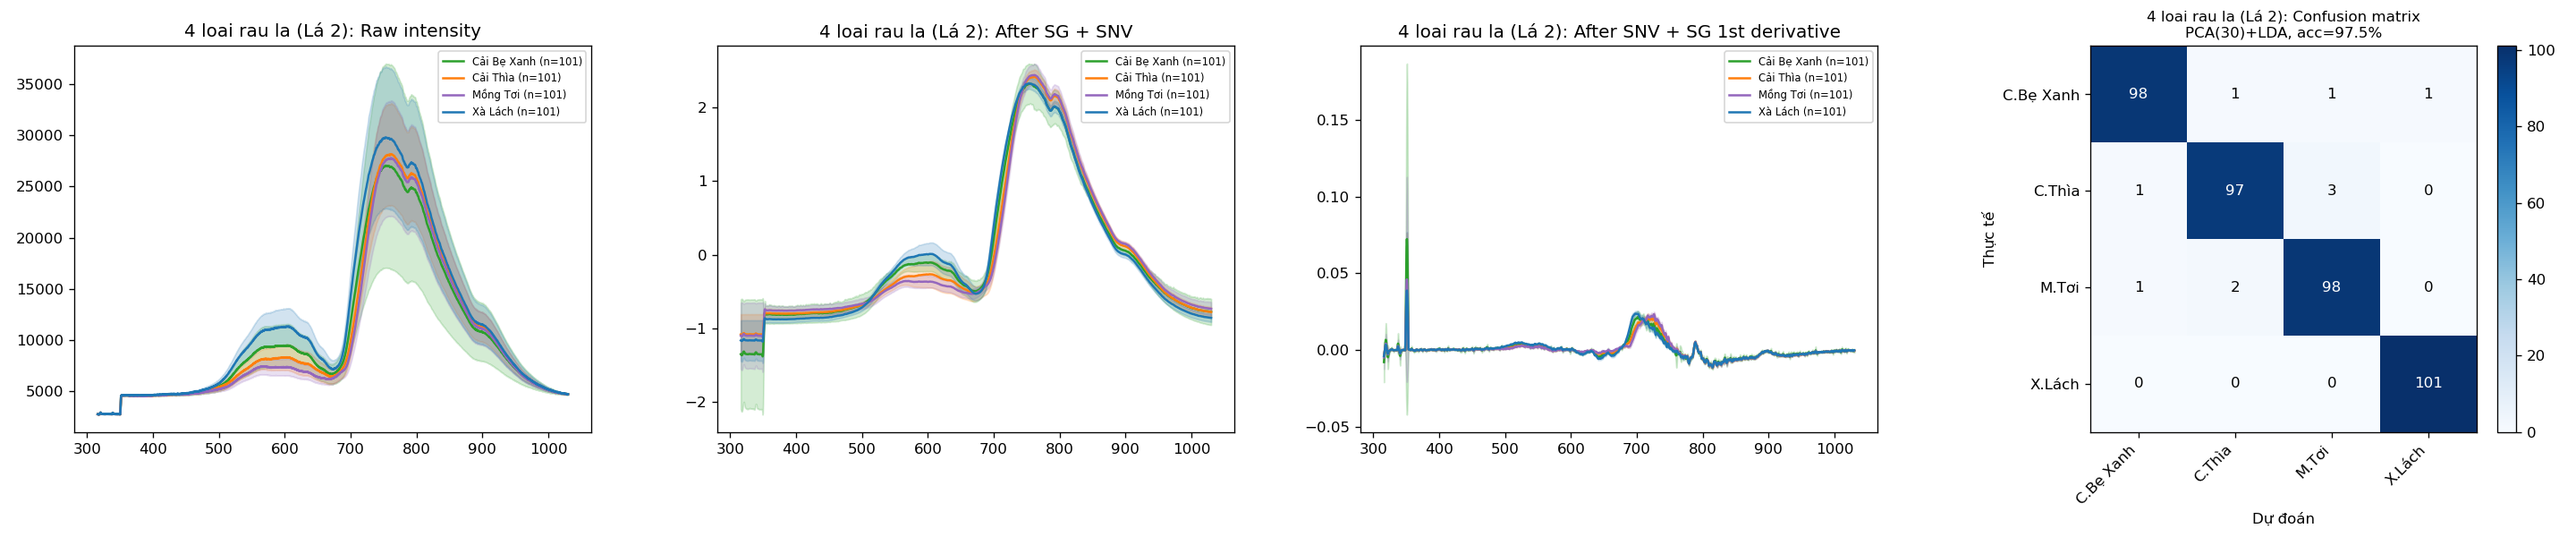 4 loai rau la (Lá 2): Raw intensity
Cải Bẹ Xanh (n=101)
Cải Thìa (n=101)
Mồng Tơi (n=101)
Xà Lách (n=101)
35000
30000
25000
20000
15000
10000
5000
300 400 500 600 700 800 900 1000
4 loai rau la (Lá 2): After SG + SNV
Cải Bẹ Xanh (n=101)
Cải Thìa (n=101)
Mồng Tơi (n=101)
Xà Lách (n=101)
2
1
0
−1
−2
300 400 500 600 700 800 900 1000
4 loai rau la (Lá 2): After SNV + SG 1st derivative
Cải Bẹ Xanh (n=101)
Cải Thìa (n=101)
Mồng Tơi (n=101)
Xà Lách (n=101)
0.15
0.10
0.05
0.00
−0.05
300 400 500 600 700 800 900 1000
4 loai rau la (Lá 2): Confusion matrix
PCA(30)+LDA, acc=97.5%
Thực tế
C.Bẹ Xanh 98 1 1 1
C.Thìa 1 97 3 0
M.Tơi 1 2 98 0
X.Lách 0 0 0 101
C.Bẹ Xanh C.Thìa M.Tơi X.Lách
Dự đoán
100
80
60
40
20
0